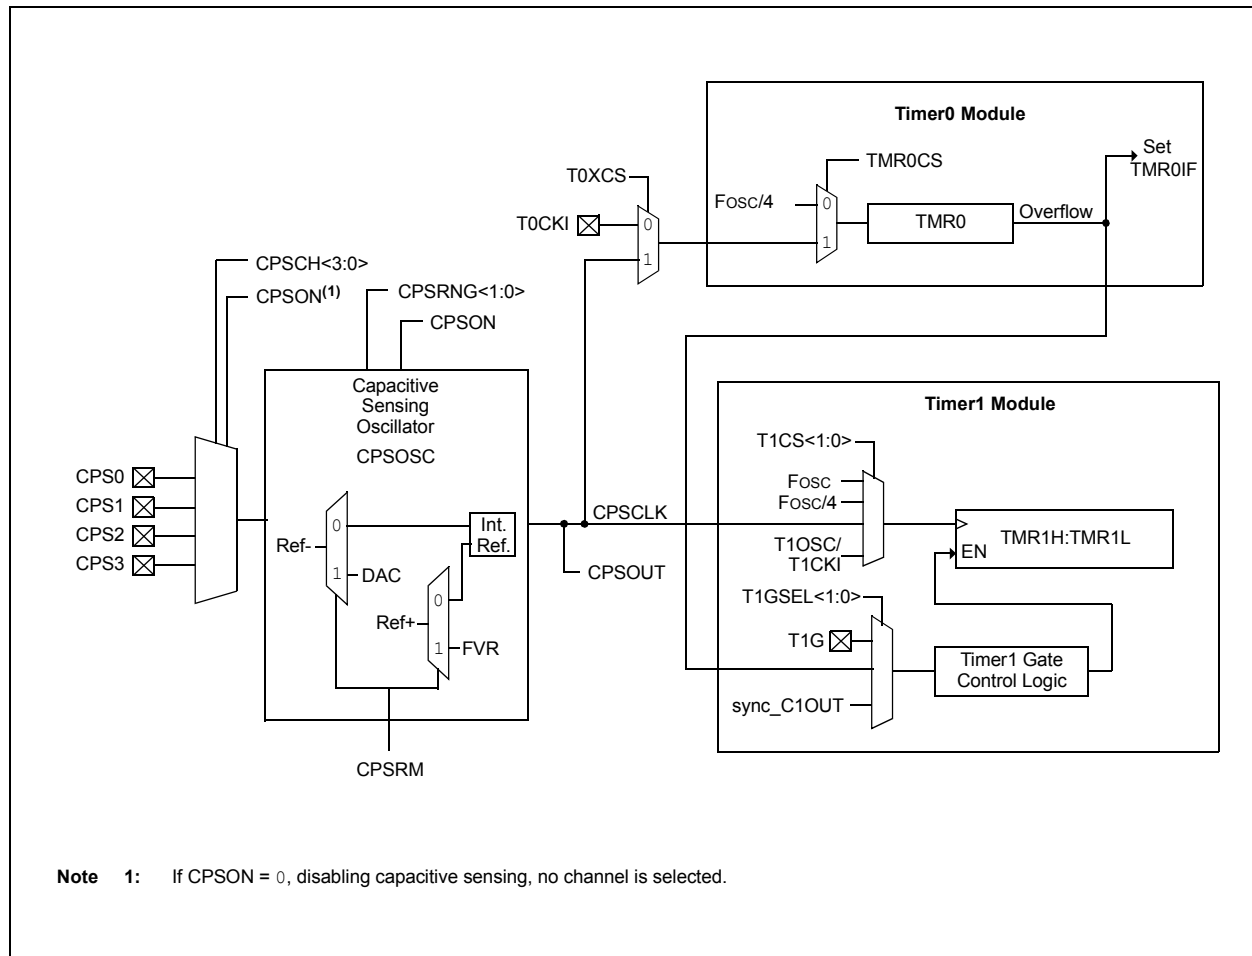 Timer0 Module
Set
TMR0IF
TMR0CS
T0XCS
FOSC/4
0
1
TMR0
Overflow
T0CKI
0
1
CPSCH<3:0>
CPSON(1)
CPSRNG<1:0>
CPSON
Capacitive
Sensing
Oscillator
CPSOSC
CPS0
CPS1
CPS2
CPS3
0
1
Ref-
DAC
Int.
Ref.
0
1
Ref+
FVR
CPSRM
CPSCLK
CPSOUT
Timer1 Module
T1CS<1:0>
FOSC
FOSC/4
T1OSC/
T1CKI
EN
TMR1H:TMR1L
T1GSEL<1:0>
T1G
sync_C1OUT
Timer1 Gate
Control Logic
Note 1: If CPSON = 0, disabling capacitive sensing, no channel is selected.